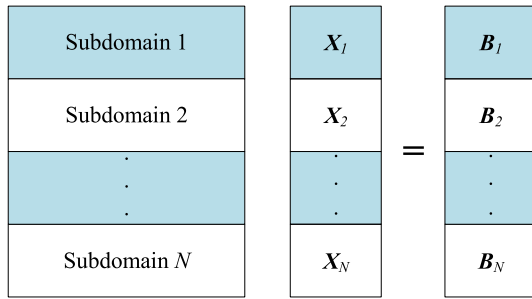 Subdomain 1 X1 B1
Subdomain 2 X2 = B2
. . .
. . .
. . .
Subdomain N XN BN